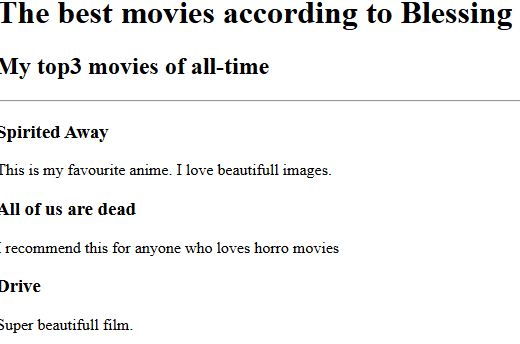 The best movies according to Blessing
My top3 movies of all-time
Spirited Away
This is my favourite anime. I love beautifull images.
All of us are dead
I recommend this for anyone who loves horro movies
Drive
Super beautifull film.